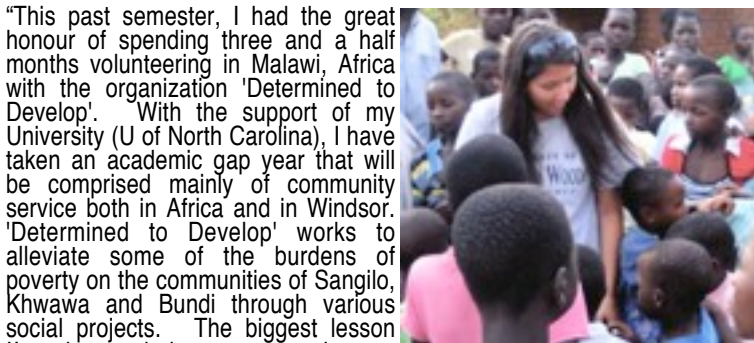 “This past semester, I had the great
honour of spending three and a half
months volunteering in Malawi, Africa
with the organization 'Determined to
Develop'. With the support of my
University (U of North Carolina), I have
taken an academic gap year that will
be comprised mainly of community
service both in Africa and in Windsor.
'Determined to Develop' works to
alleviate some of the burdens of
poverty on the communities of Sangilo,
Khwawa and Bundi through various
social projects. The biggest lesson